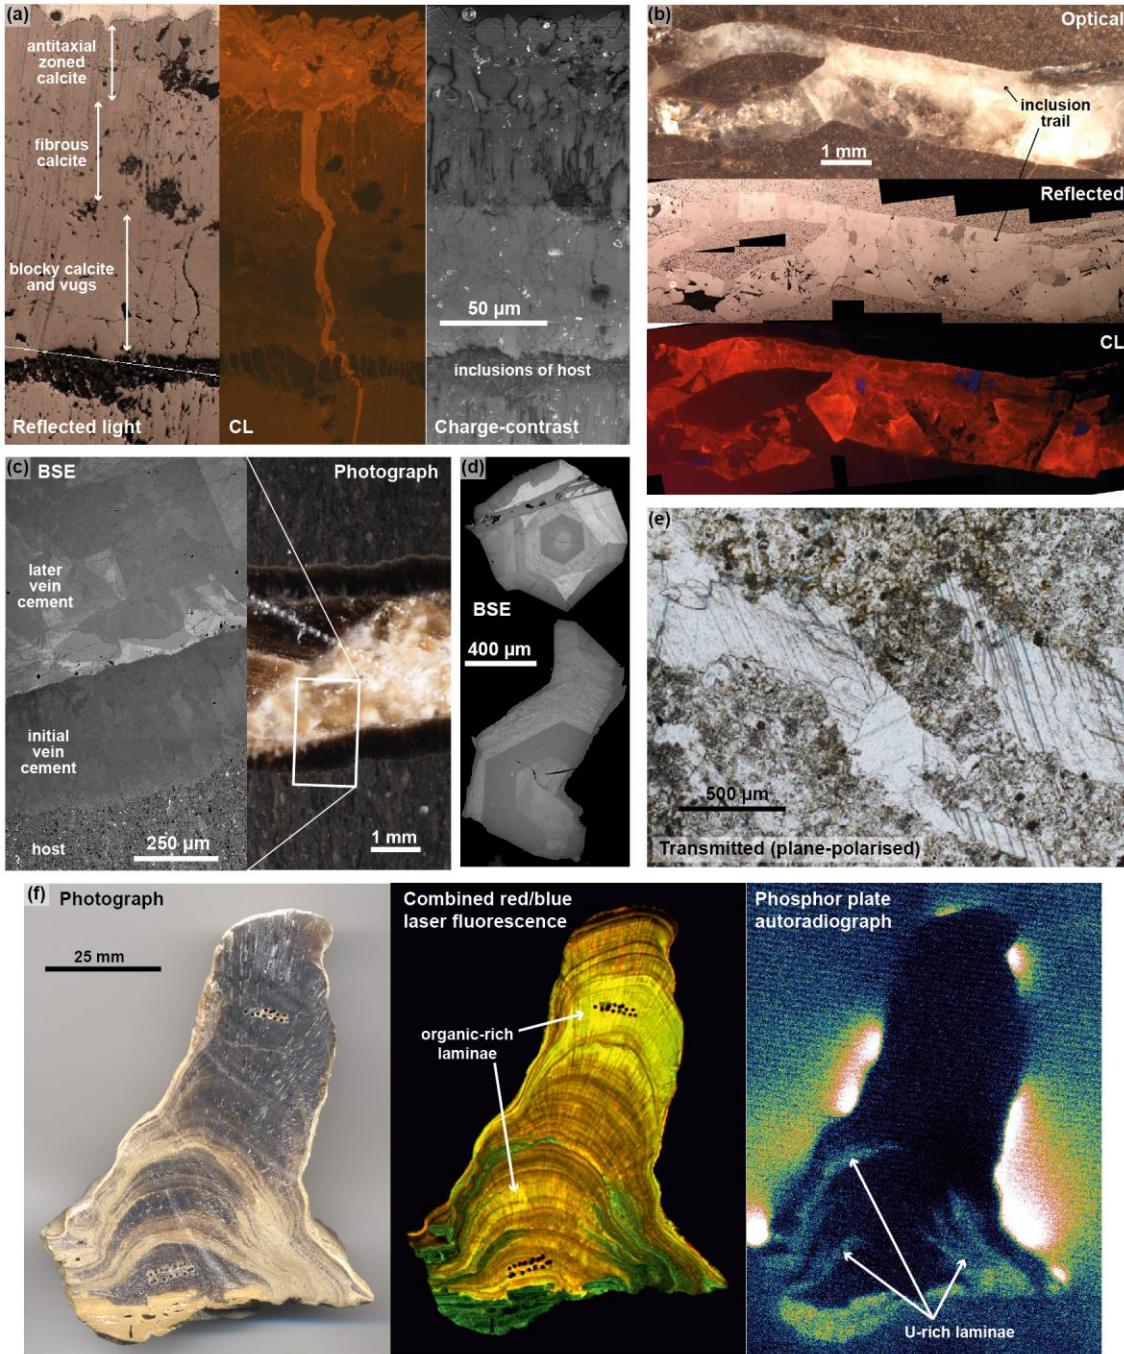 (a)
antitaxial
zoned
calcite
fibrous
calcite
blocky calcite
and vugs
Reflected light
CL
50 µm
inclusions of host
Charge-contrast
(b)
Optical
inclusion
trail
1 mm
Reflected
CL
(c)
BSE
later
vein
cement
initial
vein
cement
host
250 µm
Photograph
1 mm
(d)
BSE
400 µm
(e)
500 µm
Transmitted (plane-polarised)
(f)
Photograph
25 mm
Combined red/blue
laser fluorescence
organic-rich
laminae
Phosphor plate
autoradiograph
U-rich laminae